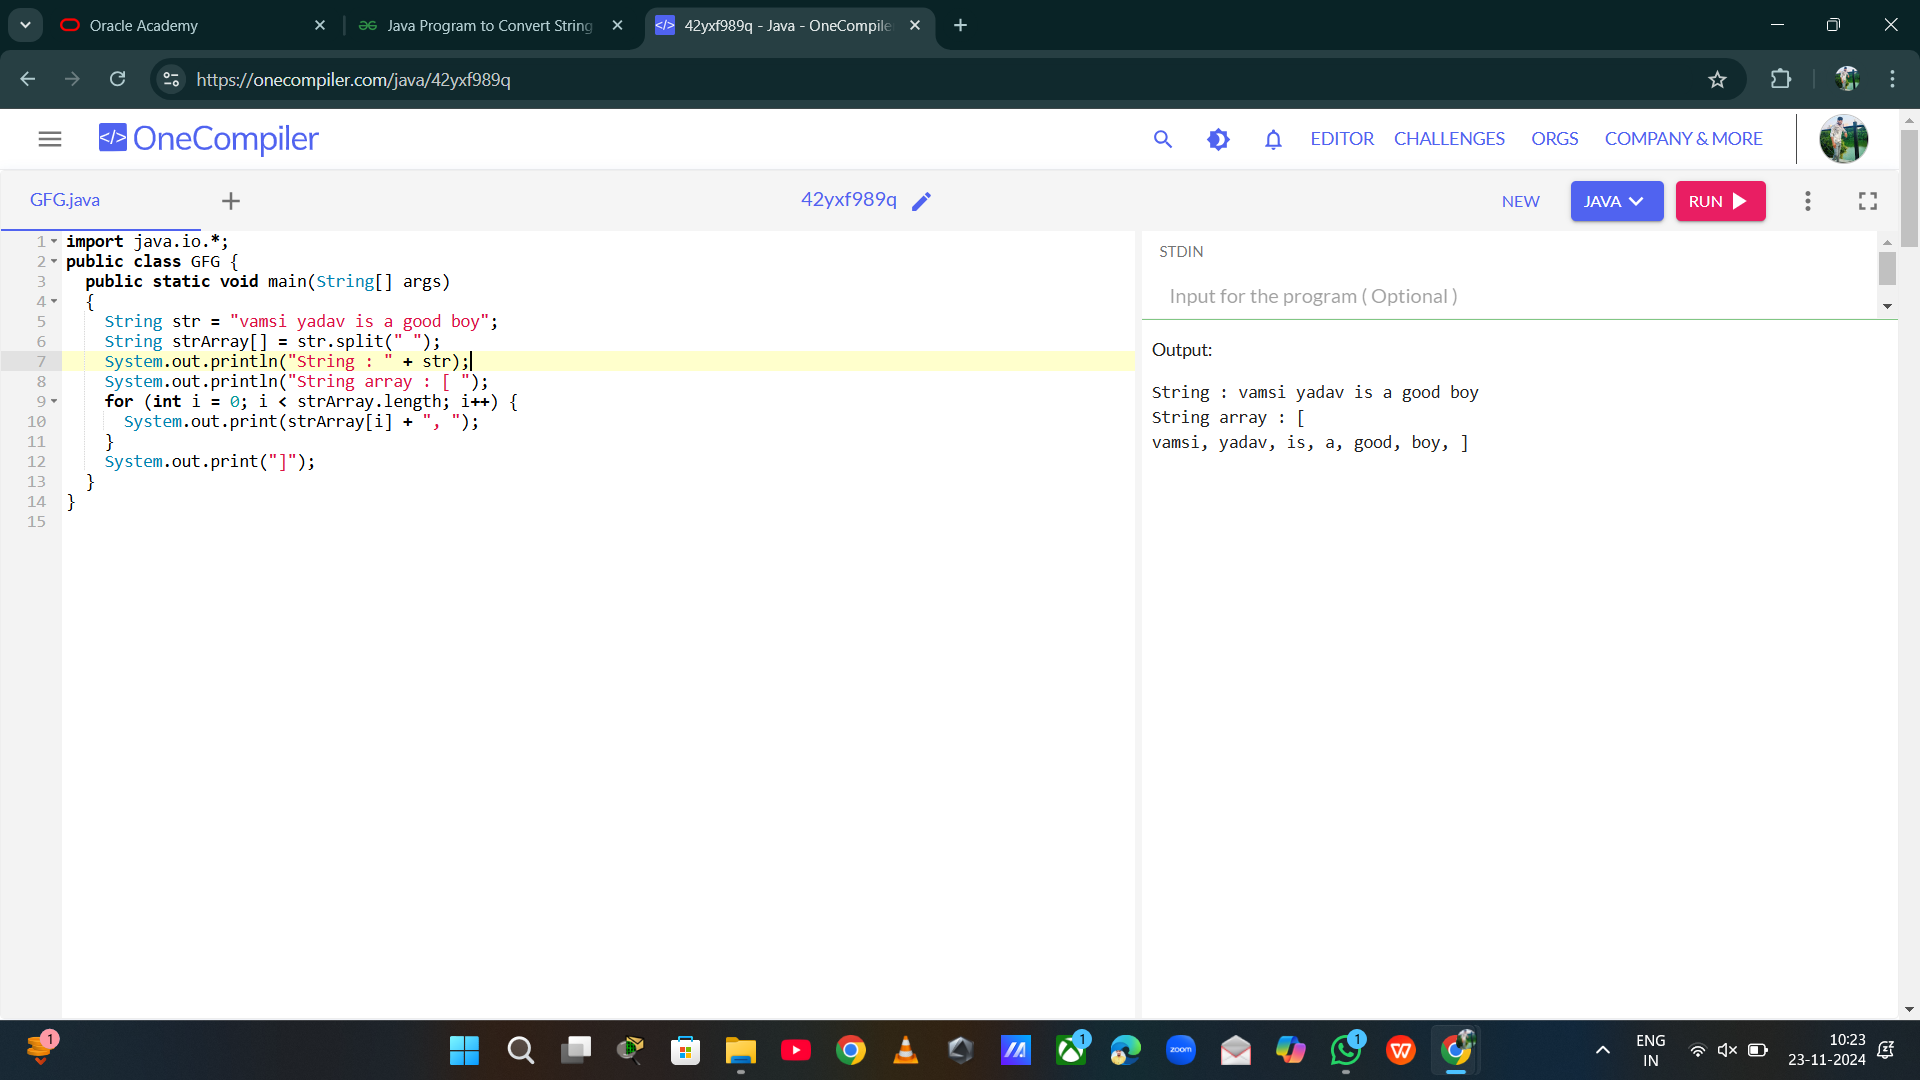 Oracle Academy
Java Program to Convert String
42yxf989q - Java - OneCompile
https://onecompiler.com/java/42yxf989q
</> OneCompiler
EDITOR CHALLENGES ORGS COMPANY & MORE
GFG.java
42yxf989q
NEW JAVA RUN
1 import java.io.*;
2 public class GFG {
3 public static void main(String[] args)
4 {
5 String str = "vamsi yadav is a good boy";
6 String strArray[] = str.split(" ");
7 System.out.println("String : " + str);
8 System.out.println("String array : [ ");
9 for (int i = 0; i < strArray.length; i++) {
10 System.out.print(strArray[i] + ", ");
11 }
12 System.out.print("]");
13 }
14 }
15
STDIN
Input for the program ( Optional )
Output:
String : vamsi yadav is a good boy
String array : [
vamsi, yadav, is, a, good, boy, ]
1
1
zoom
1
W
ENG
IN
10:23
23-11-2024